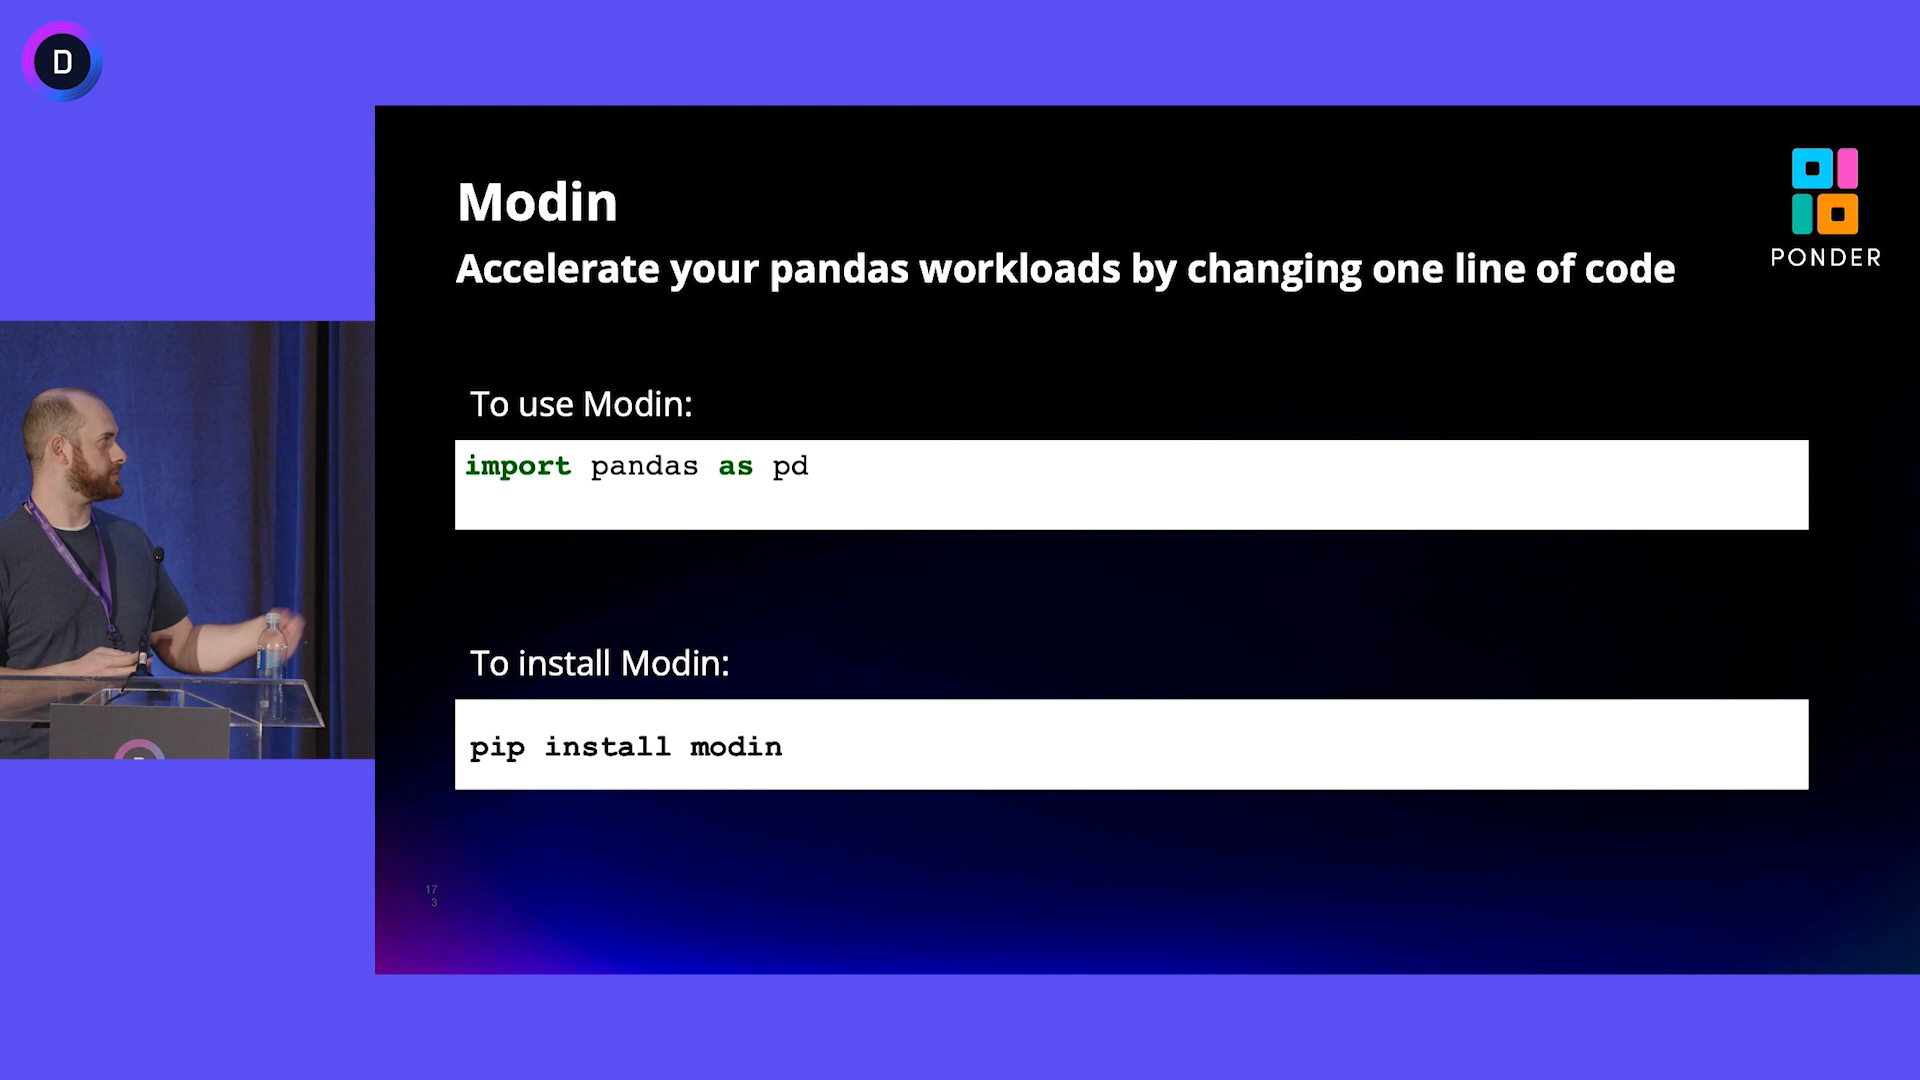 D
Modin
Accelerate your pandas workloads by changing one line of code
PONDER
To use Modin:
import pandas as pd
To install Modin:
pip install modin
17
3